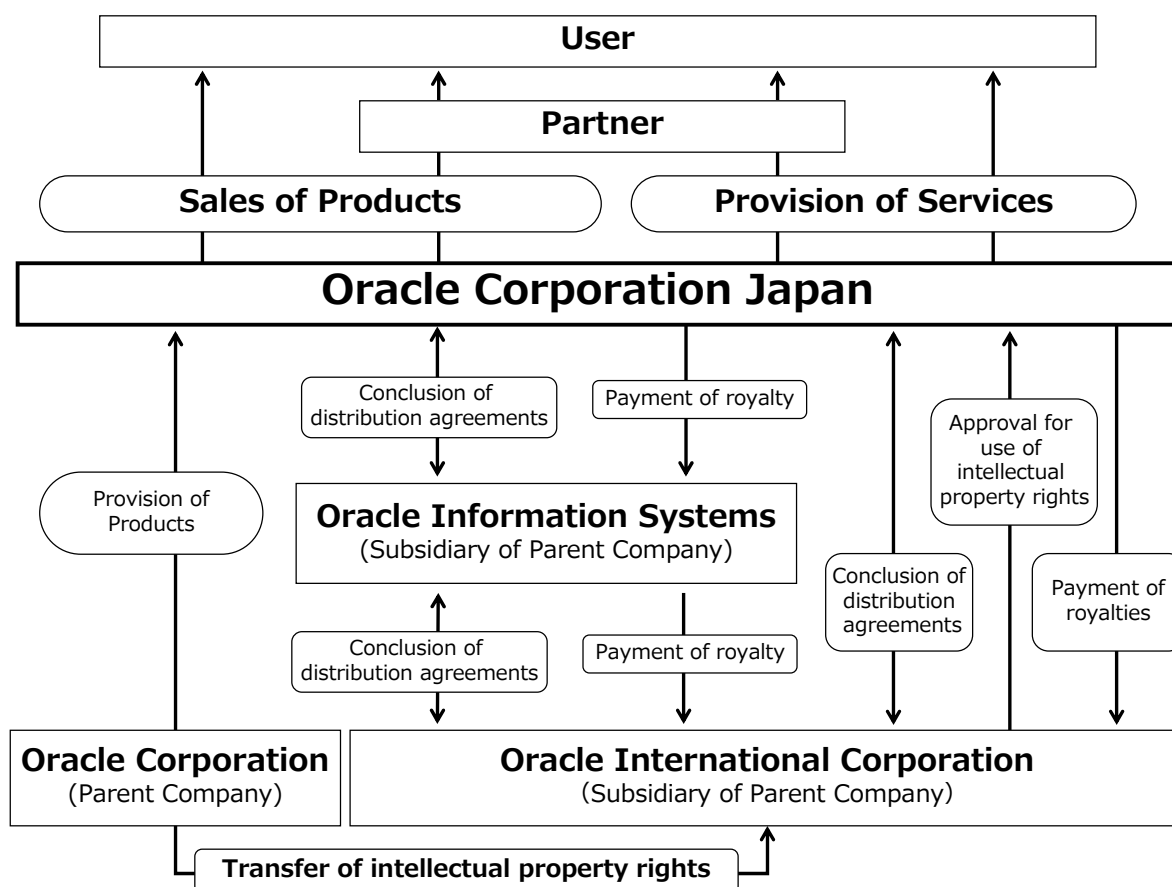 User
Partner
Sales of Products
Provision of Services
Oracle Corporation Japan
Conclusion of
distribution agreements
Payment of royalty
Approval for
use of
intellectual
property rights
Provision of
Products
Oracle Information Systems
(Subsidiary of Parent Company)
Conclusion of
distribution
agreements
Payment of
royalties
Conclusion of
distribution agreements
Payment of royalty
Oracle Corporation
(Parent Company)
Oracle International Corporation
(Subsidiary of Parent Company)
Transfer of intellectual property rights